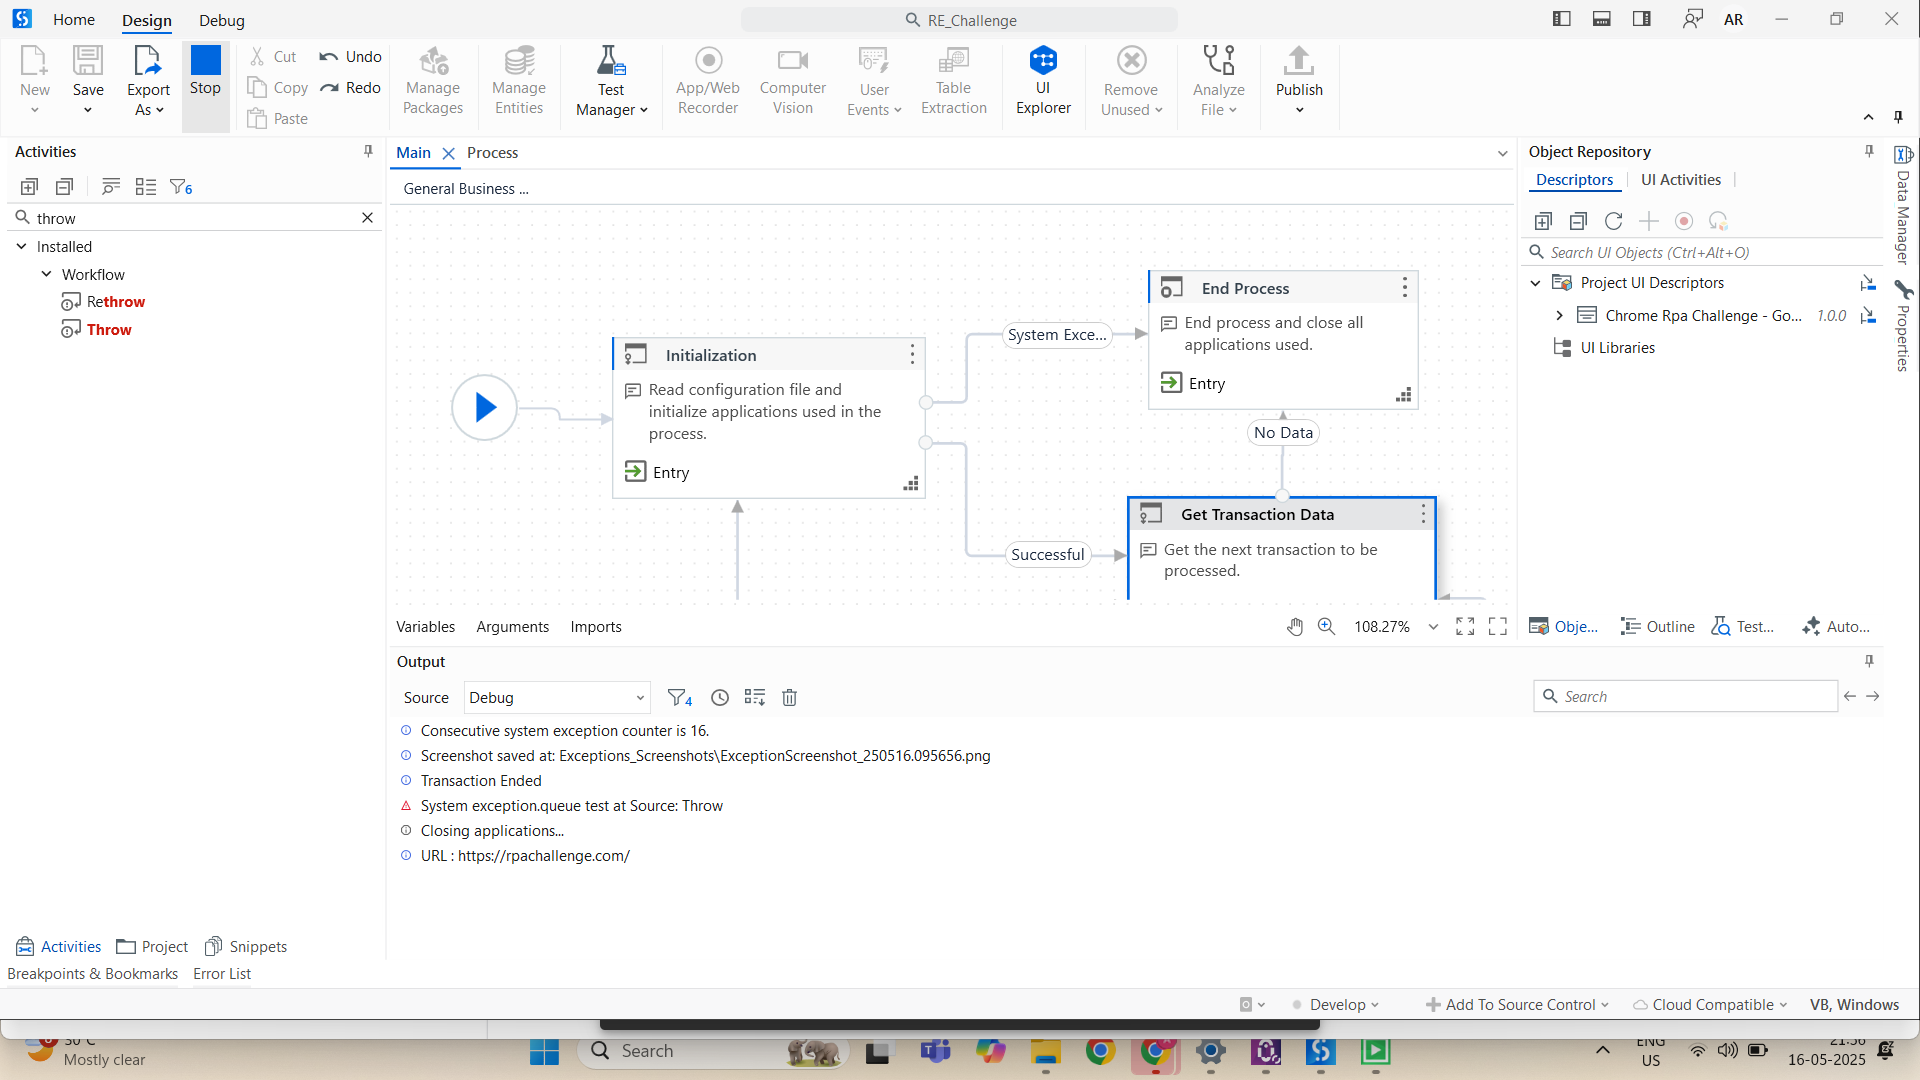 Home
Design
Debug
RE_Challenge
AR
New
Save
Export As
Stop
Cut
Copy
Paste
Undo
Redo
Manage Packages
Manage Entities
Test Manager
App/Web Recorder
Computer Vision
User Events
Table Extraction
UI Explorer
Remove Unused
Analyze File
Publish
Activities
6
throw
Installed
Workflow
Rethrow
Throw
Main
Process
General Business ...
Initialization
Read configuration file and
initialize applications used in the
process.
Entry
System Exce...
End Process
End process and close all
applications used.
Entry
No Data
Successful
Get Transaction Data
Get the next transaction to be
processed.
Variables
Arguments
Imports
108.27%
Object Repository
Descriptors
UI Activities
Search UI Objects (Ctrl+Alt+O)
Project UI Descriptors
Chrome Rpa Challenge - Go... 1.0.0
UI Libraries
Data Manager
Properties
Obje...
Outline
Test...
Auto...
Output
Source
Debug
4
Search
Consecutive system exception counter is 16.
Screenshot saved at: Exceptions_Screenshots\ExceptionScreenshot_250516.095656.png
Transaction Ended
System exception.queue test at Source: Throw
Closing applications...
URL : https://rpachallenge.com/
Activities
Project
Snippets
Breakpoints & Bookmarks
Error List
Develop
Add To Source Control
Cloud Compatible
VB, Windows
30°C
Mostly clear
Search
ENG
US
21:56
16-05-2025